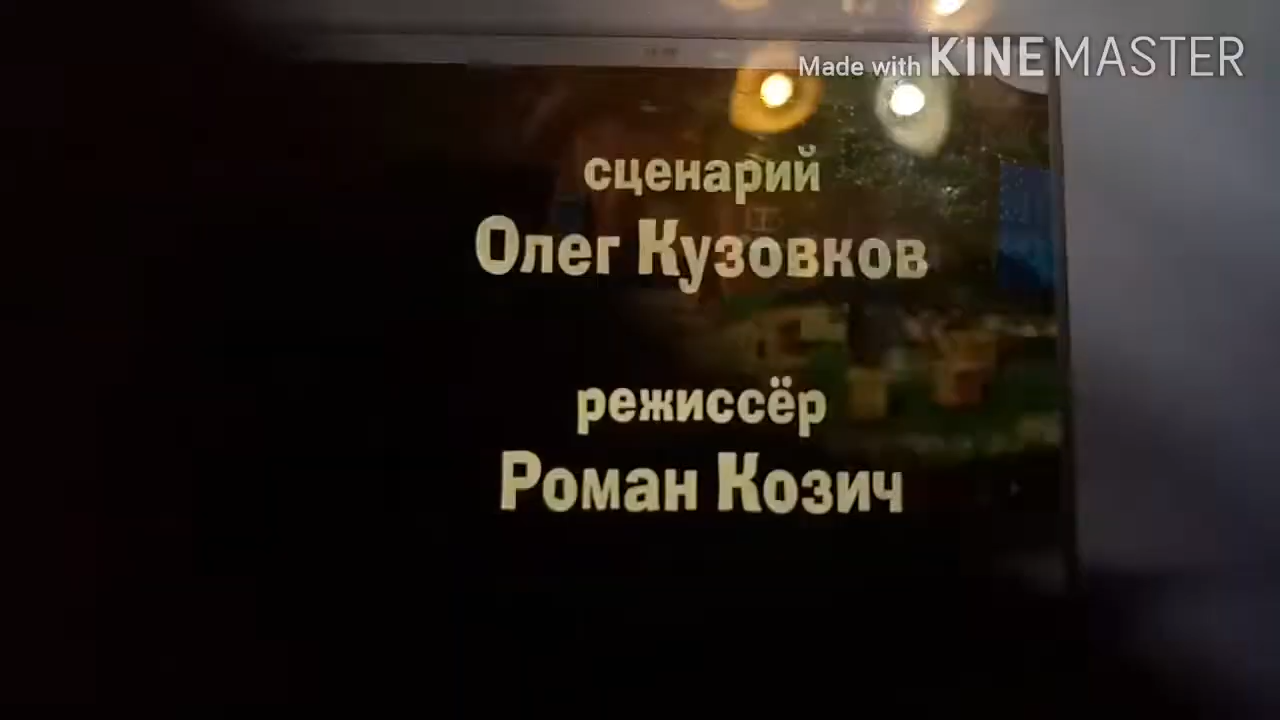 Made with KINEMASTER
сценарий
Олег Кузовков
режиссёр
Роман Козич